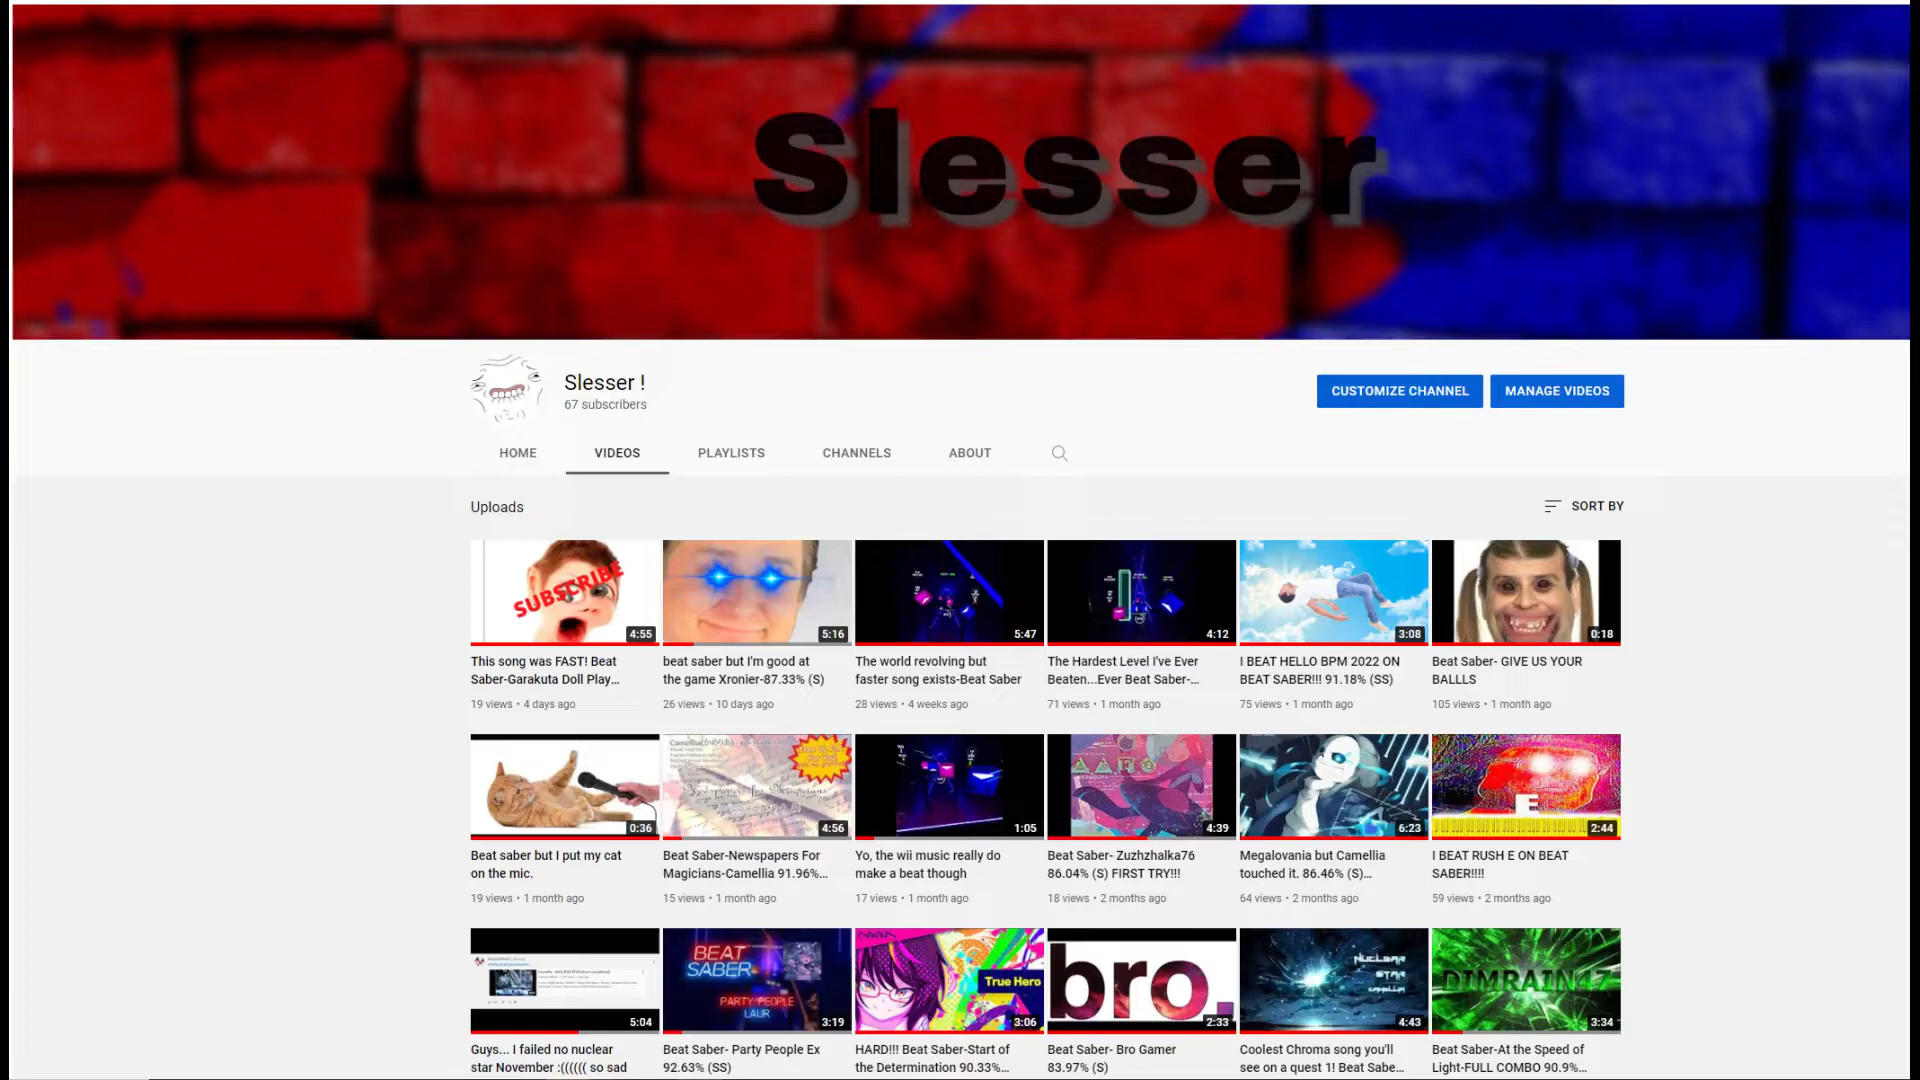 Slesser
Slesser !
67 subscribers
CUSTOMIZE CHANNEL
MANAGE VIDEOS
HOME
VIDEOS
PLAYLISTS
CHANNELS
ABOUT
Uploads
SORT BY
SUBSCRIBE
4:55
5:16
5:47
4:12
3:08
0:18
This song was FAST! Beat
Saber-Garakuta Doll Play...
19 views • 4 days ago
beat saber but I'm good at
the game Xronier-87.33% (S)
26 views • 10 days ago
The world revolving but
faster song exists-Beat Saber
28 views • 4 weeks ago
The Hardest Level I've Ever
Beaten...Ever Beat Saber-...
71 views • 1 month ago
I BEAT HELLO BPM 2022 ON
BEAT SABER!!! 91.18% (SS)
75 views • 1 month ago
Beat Saber- GIVE US YOUR
BALLLS
105 views • 1 month ago
0:36
4:56
1:05
4:39
6:23
E
2:44
Beat saber but I put my cat
on the mic.
19 views • 1 month ago
Beat Saber-Newspapers For
Magicians-Camellia 91.96%...
15 views • 1 month ago
Yo, the wii music really do
make a beat though
17 views • 1 month ago
Beat Saber- Zuzhzhalka76
86.04% (S) FIRST TRY!!!
18 views • 2 months ago
Megalovania but Camellia
touched it. 86.46% (S)...
64 views • 2 months ago
I BEAT RUSH E ON BEAT
SABER!!!!
59 views • 2 months ago
5:04
BEAT
SABER
PARTY PEOPLE
LAUR
3:19
True Hero
3:06
bro.
2:33
NUCLEAR
STAR
CAMELLIA
4:43
DIMRAIN47
3:34
Guys... I failed no nuclear
star November :(((((( so sad
Beat Saber- Party People Ex
92.63% (SS)
HARD!!! Beat Saber-Start of
the Determination 90.33%...
Beat Saber- Bro Gamer
83.97% (S)
Coolest Chroma song you'll
see on a quest 1! Beat Sabe...
Beat Saber-At the Speed of
Light-FULL COMBO 90.9%...